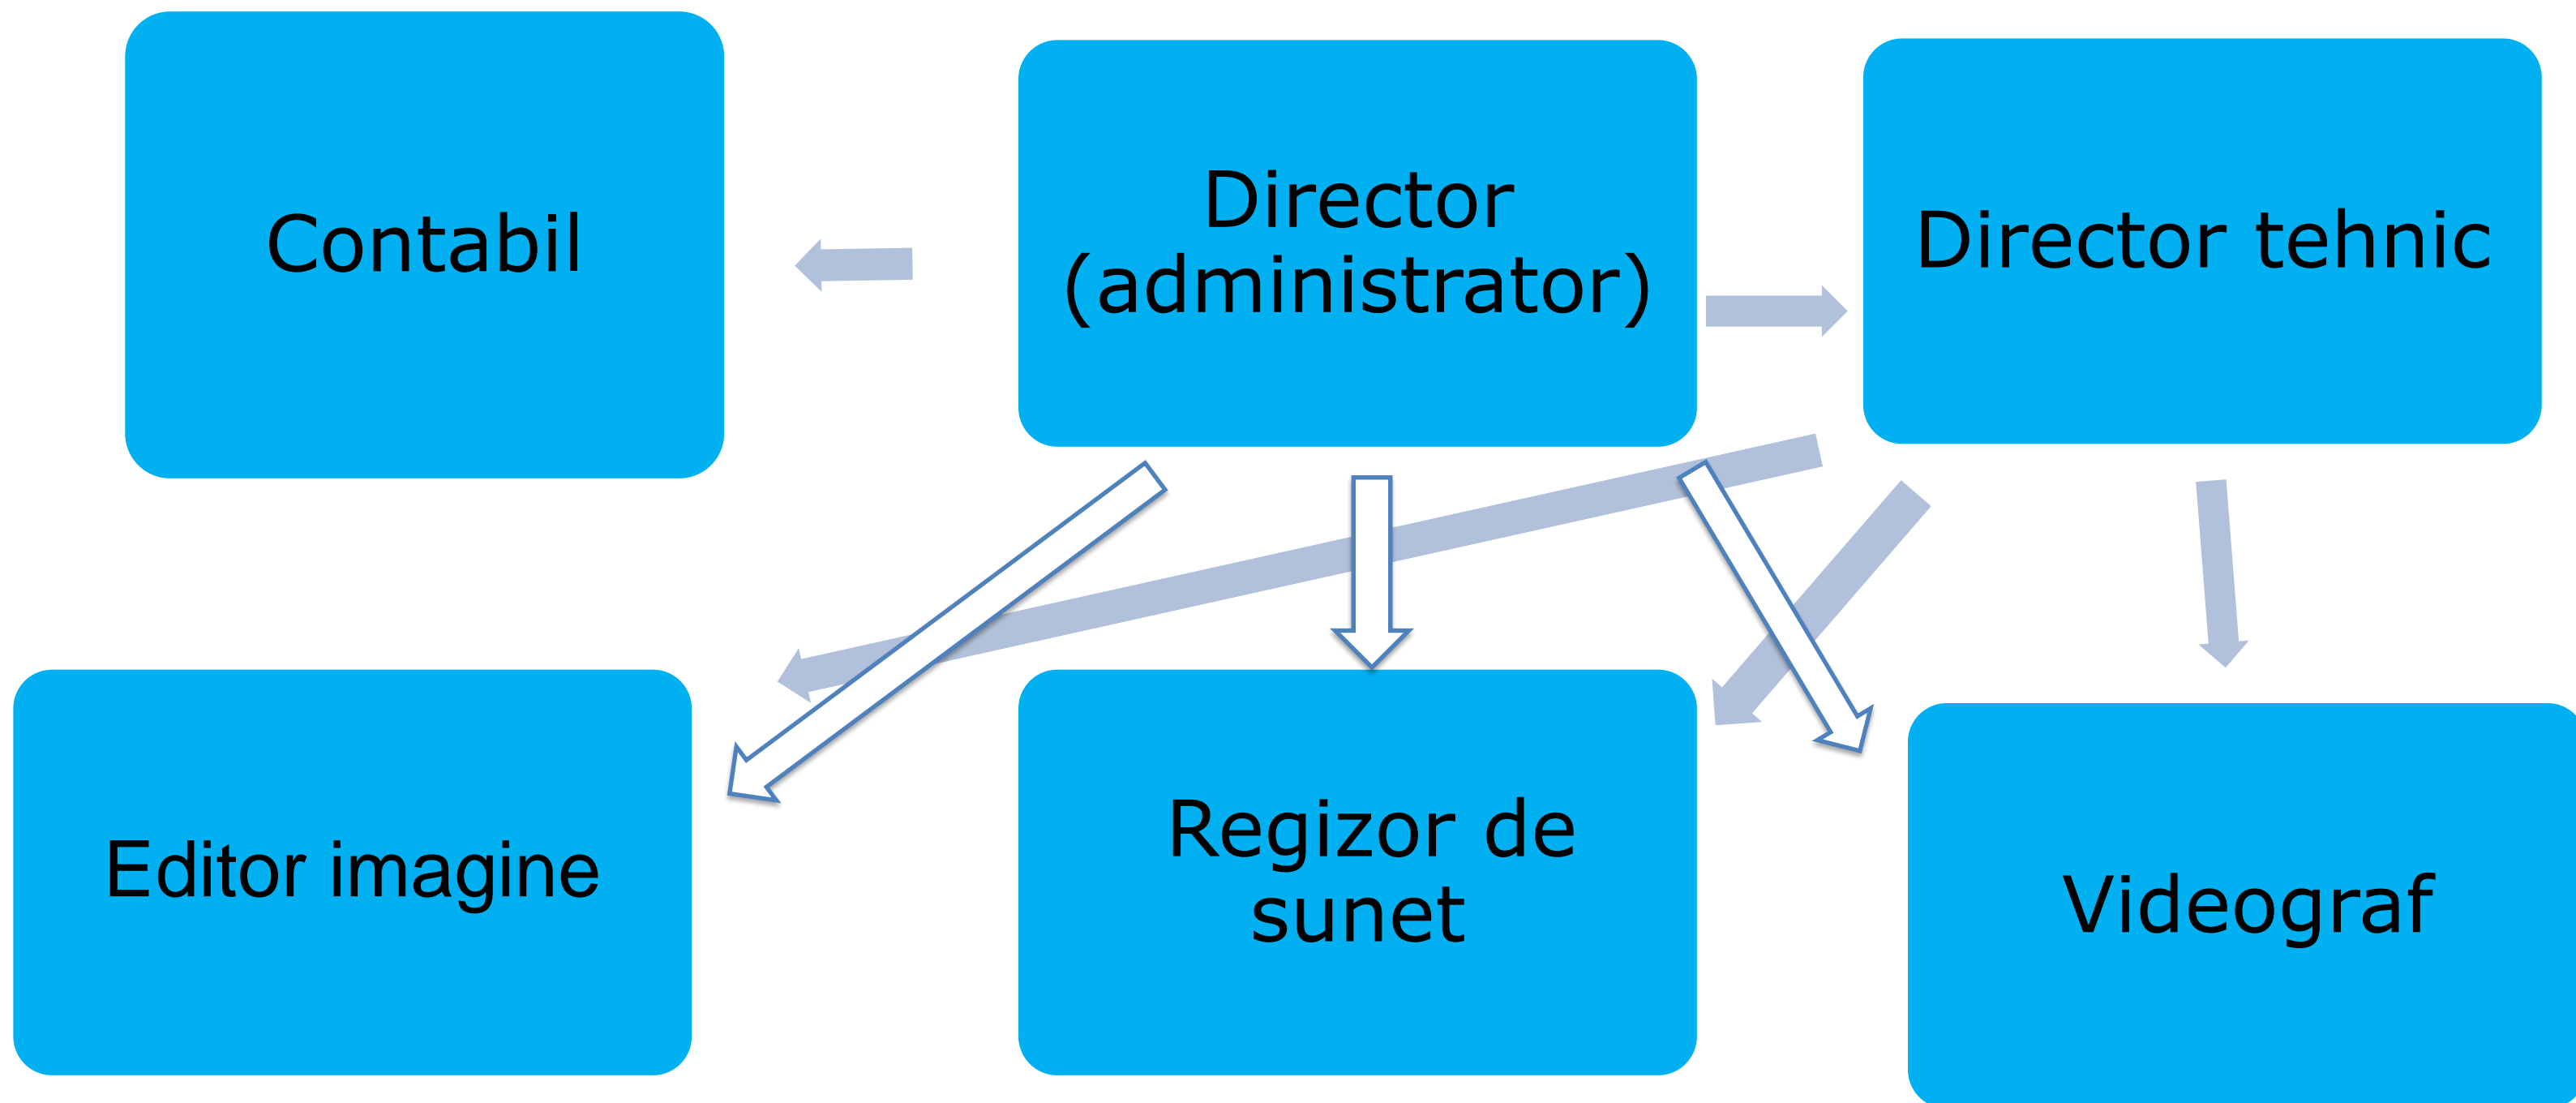 Contabil
Director
(administrator)
Director tehnic
Editor imagine
Regizor de
sunet
Videograf